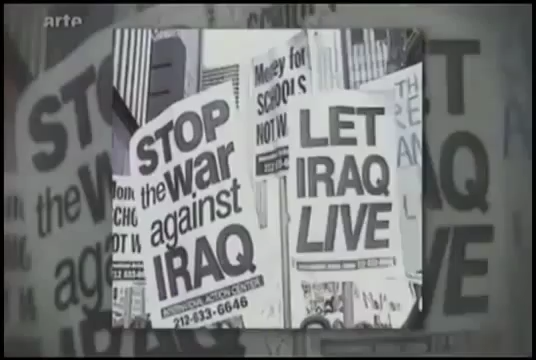 arte
Money for
SCHOOLS
NOT W
STOP
the WAR
against
IRAQ
INTERNATIONAL ACTION CENTER
212-633-6646
LET
IRAQ
LIVE